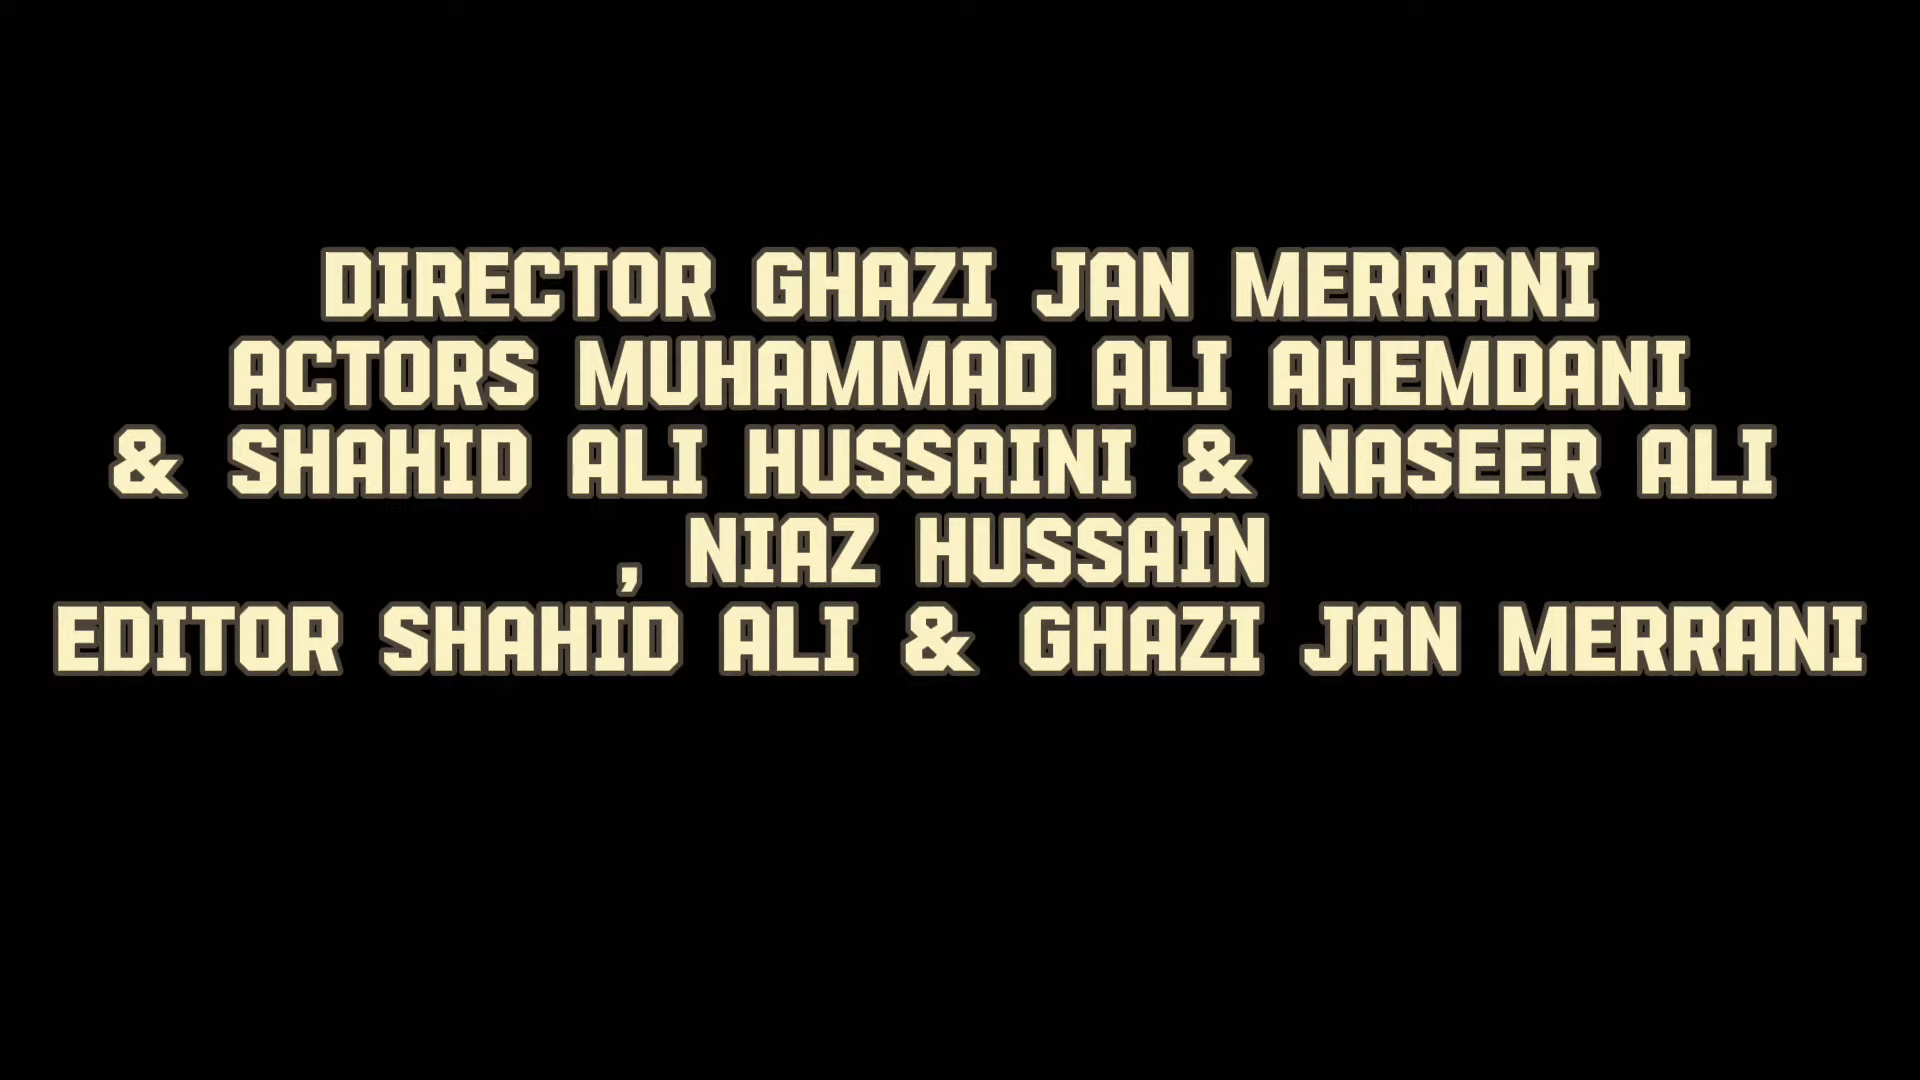 DIRECTOR GHAZI JAN MERRANI
ACTORS MUHAMMAD ALI AHEMDANI
& SHAHID ALI HUSSAINI & NASEER ALI
, NIAZ HUSSAIN
EDITOR SHAHID ALI & GHAZI JAN MERRANI